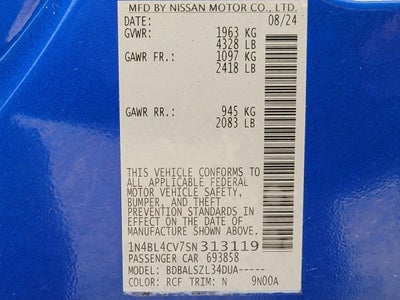 MFD BY NISSAN MOTOR CO., LTD.
DATE: 08/24
GVWR: 1963 KG
4328 LB
GAWR FR.: 1097 KG
2418 LB
GAWR RR.: 945 KG
2083 LB
THIS VEHICLE CONFORMS TO
ALL APPLICABLE FEDERAL
MOTOR VEHICLE SAFETY,
BUMPER, AND THEFT
PREVENTION STANDARDS
IN EFFECT ON THE DATE OF
MANUFACTURE SHOWN ABOVE.
1N4BL4CV7SN313119
PASSENGER CAR 693858
MODEL: BDBALSZL34DUA-----
COLOR: RCF TRIM: N 9N00A